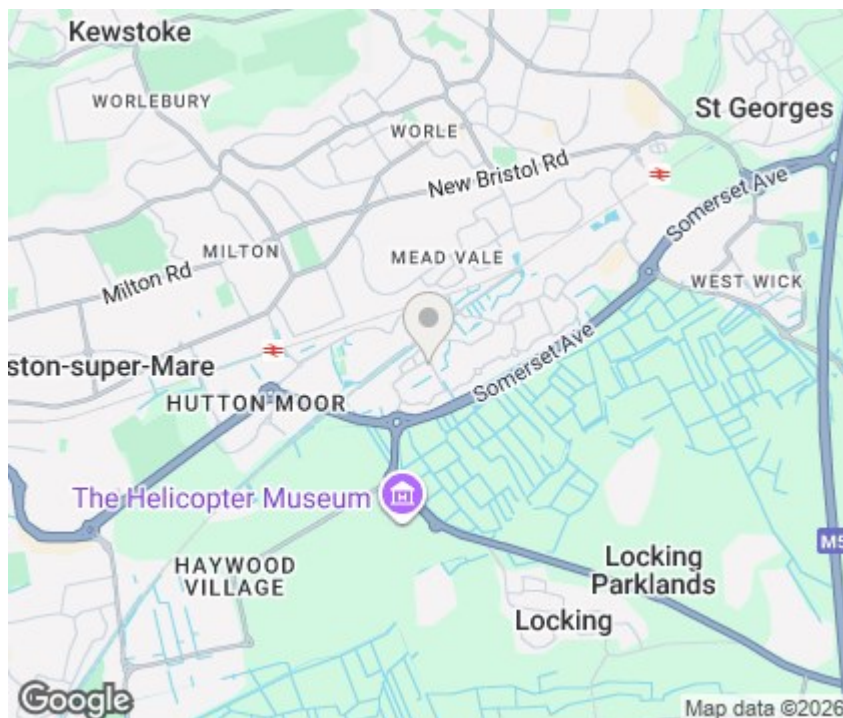 Kewstoke
WORLEBURY
St Georges
WORLE
New Bristol Rd
Somerset Ave
MILTON
MEAD VALE
WEST WICK
Milton Rd
ston-super-Mare
Somerset Ave
HUTTON MOOR
The Helicopter Museum
M5
HAYWOOD
VILLAGE
Locking
Parklands
Locking
Google
Map data ©2026